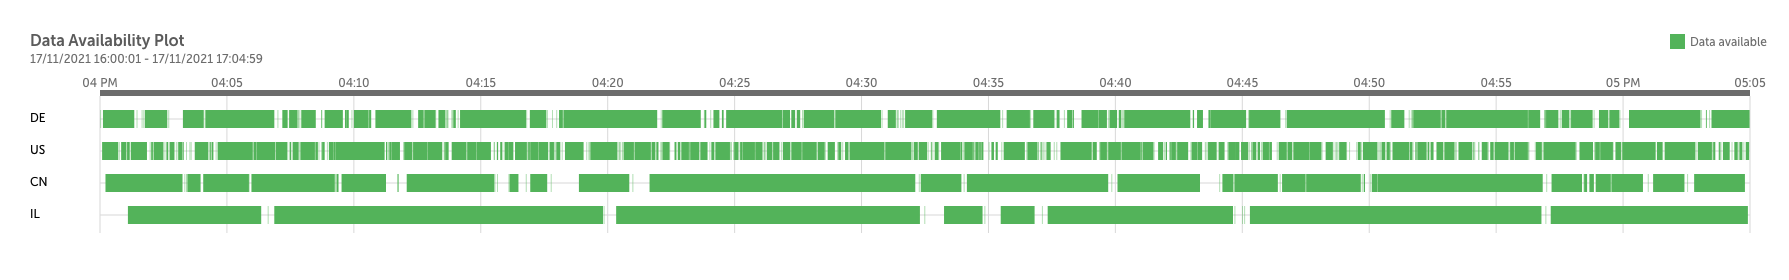 Data Availability Plot
17/11/2021 16:00:01 - 17/11/2021 17:04:59
Data available
04 PM 04:05 04:10 04:15 04:20 04:25 04:30 04:35 04:40 04:45 04:50 04:55 05 PM 05:05
DE
US
CN
IL